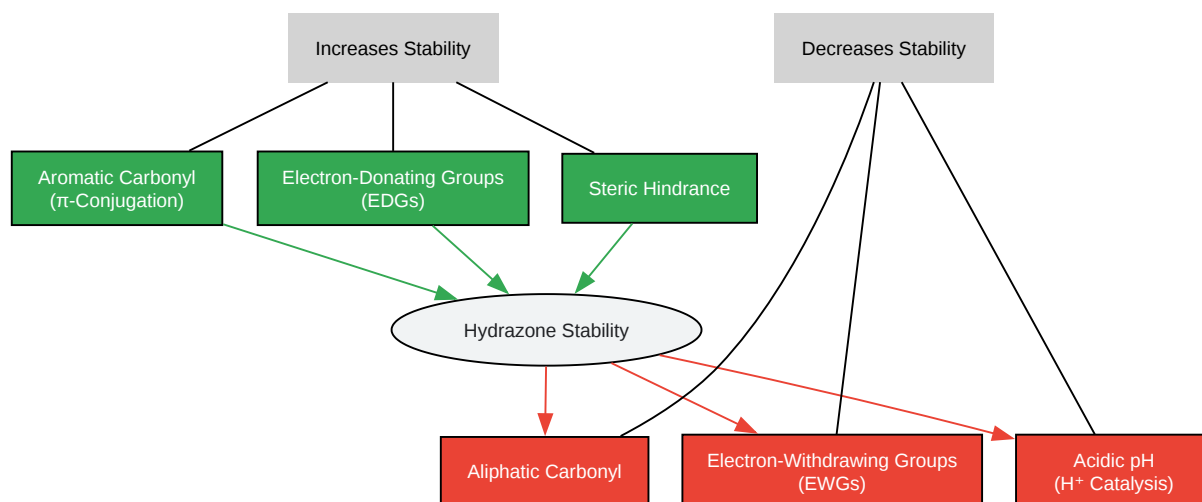 Increases Stability
Decreases Stability
Aromatic Carbonyl
(π-Conjugation)
Electron-Donating Groups
(EDGs)
Steric Hindrance
Hydrazone Stability
Aliphatic Carbonyl
Electron-Withdrawing Groups
(EWGs)
Acidic pH
(H⁺ Catalysis)